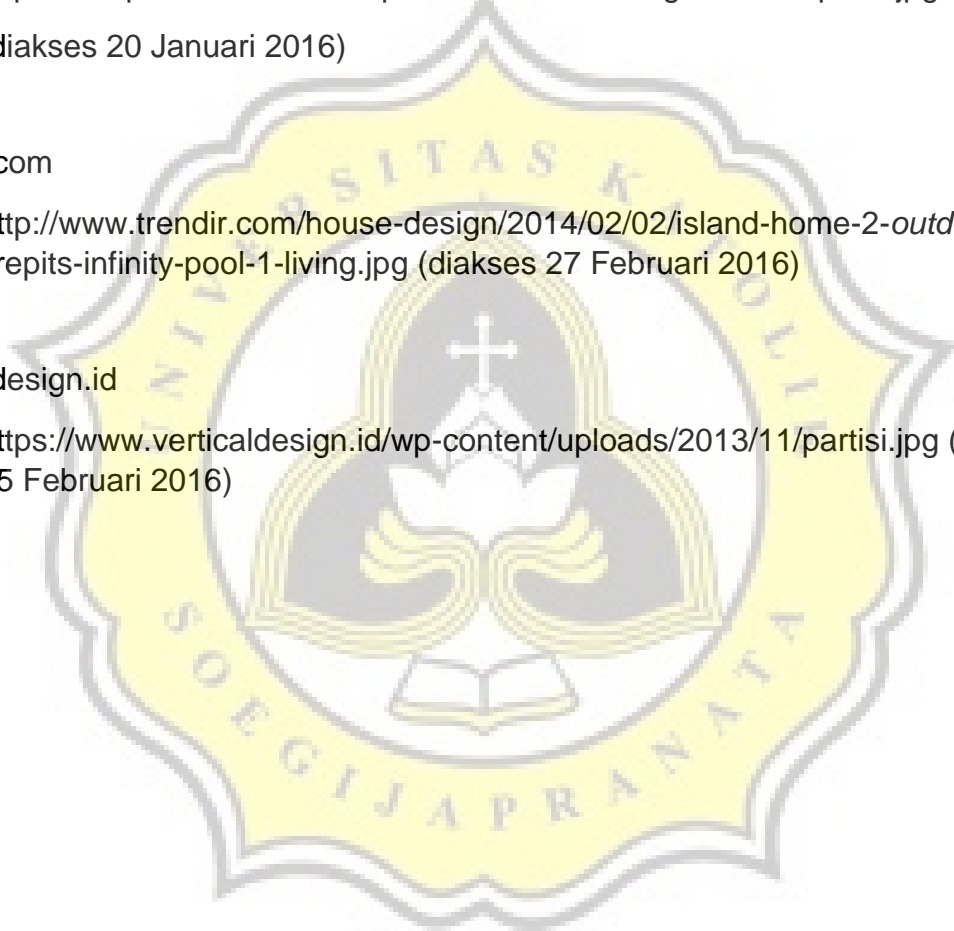 diakses 20 Januari 2016)
com
ttp://www.trendir.com/house-design/2014/02/02/island-home-2-outd
repits-infinity-pool-1-living.jpg (diakses 27 Februari 2016)
design.id
ttps://www.verticaldesign.id/wp-content/uploads/2013/11/partisi.jpg (
5 Februari 2016)
UNIVERSITAS KATOLIK
SOEGIJAPRANATA